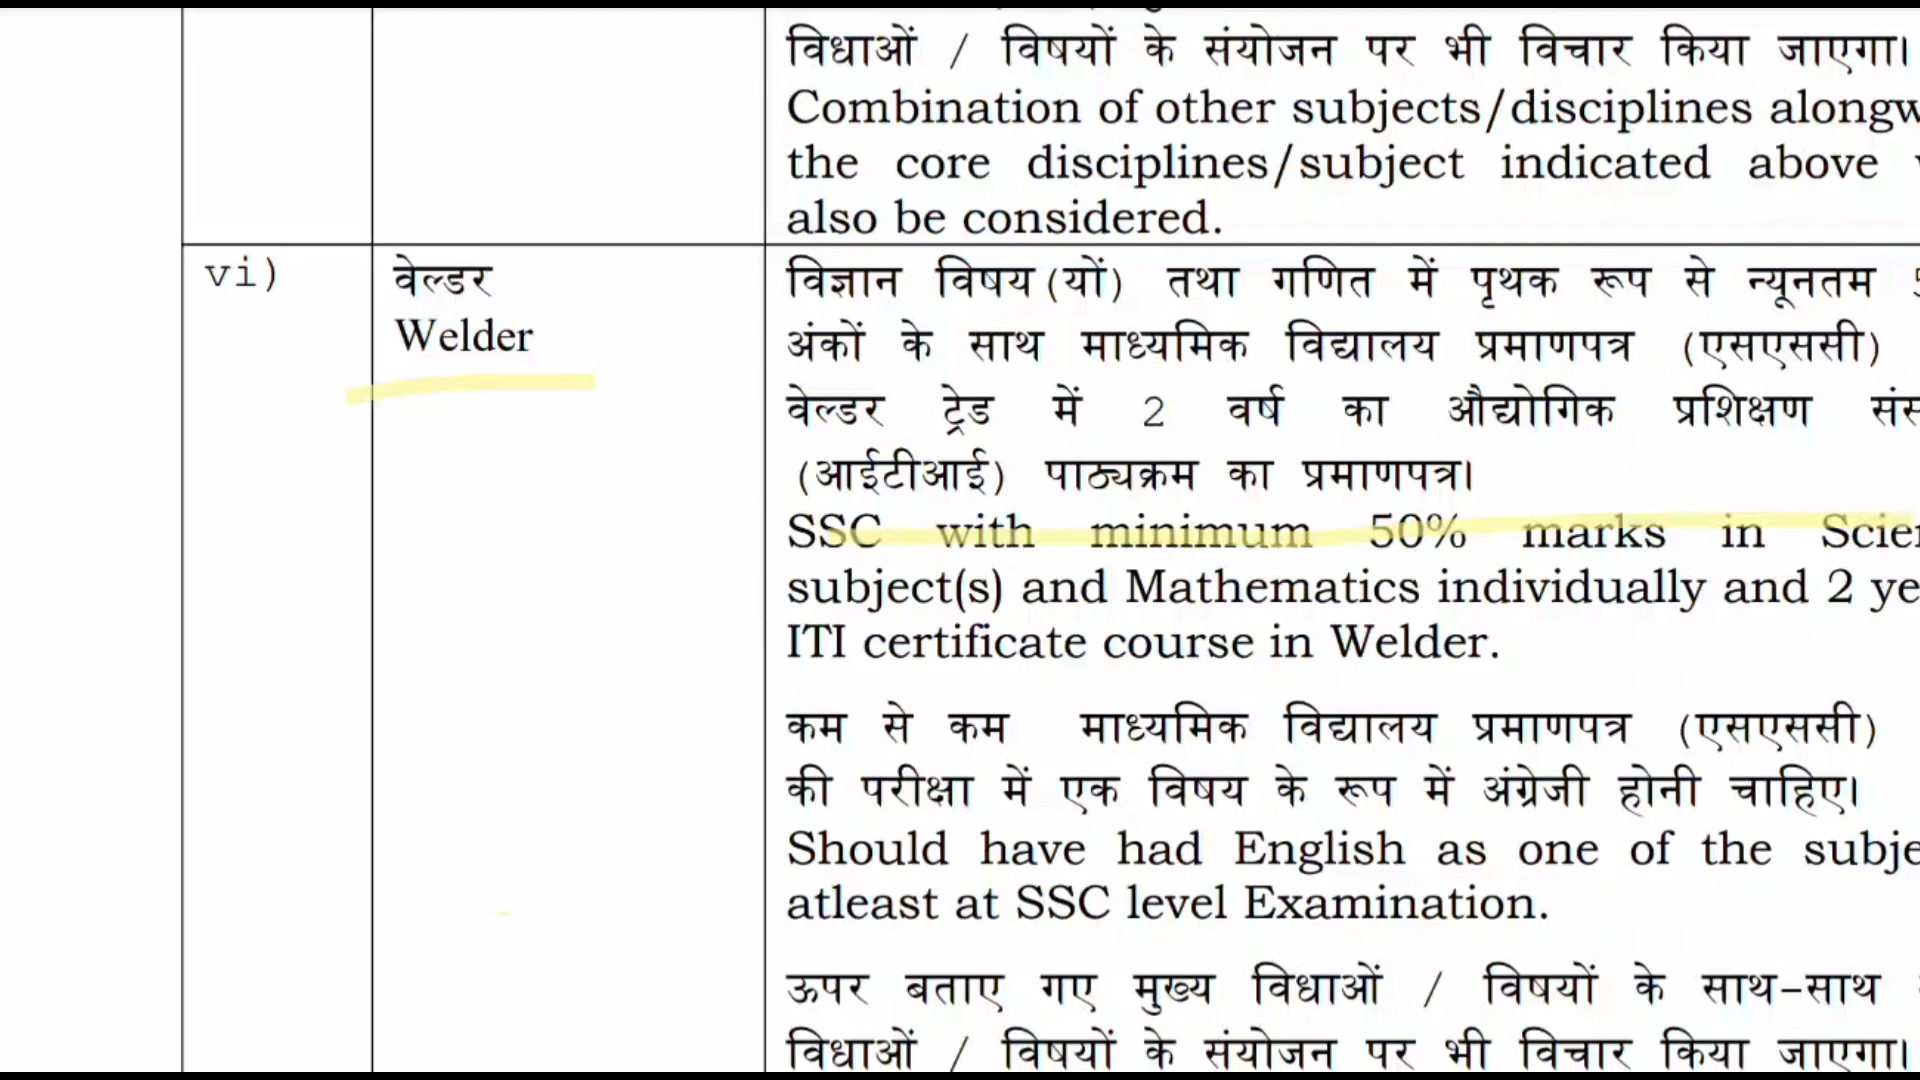 विधाओं / विषयों के संयोजन पर भी विचार किया जाएगा।
Combination of other subjects/disciplines
the core disciplines/subject indicated above
also be considered.
vi)
वेल्डर
Welder
विज्ञान विषय(यों) तथा गणित में पृथक रूप से न्यूनतम
अंकों के साथ माध्यमिक विद्यालय प्रमाणपत्र (एसएससी)
वेल्डर ट्रेड में 2 वर्ष का औद्योगिक प्रशिक्षण
(आईटीआई) पाठ्यक्रम का प्रमाणपत्र।
SSC with minimum 50% marks in
subject(s) and Mathematics individually and 2
ITI certificate course in Welder.
कम से कम माध्यमिक विद्यालय प्रमाणपत्र (एसएससी)
की परीक्षा में एक विषय के रूप में अंग्रेजी होनी चाहिए।
Should have had English as one of the
atleast at SSC level Examination.
ऊपर बताए गए मुख्य विधाओं / विषयों के साथ-साथ
विधाओं / विषयों के संयोजन पर भी विचार किया जाएगा।